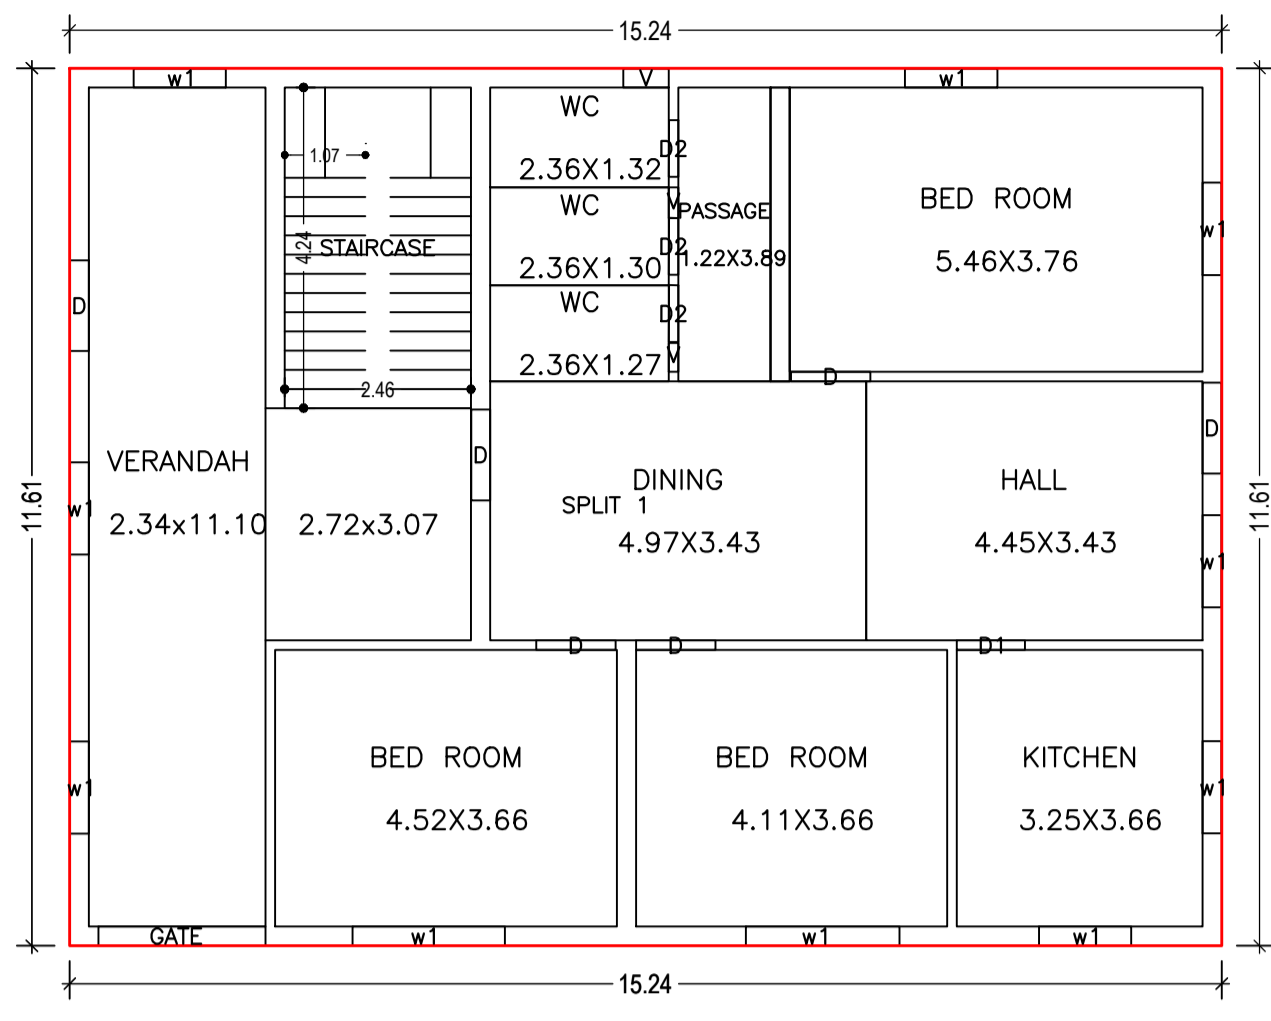 15.24
w1
V
w1
WC
D2
2.36X1.32
1.07
WC
V
PASSAGE
BED ROOM
w1
4.24
STAIRCASE
D2
1.22X3.89
2.36X1.30
5.46X3.76
D
WC
D2
2.36X1.27
V
D
2.46
VERANDAH
D
DINING
HALL
D
11.61
w1
SPLIT 1
11.61
2.34x11.10
2.72x3.07
4.97X3.43
4.45X3.43
w1
D
D
D1
BED ROOM
BED ROOM
KITCHEN
w1
w1
4.52X3.66
4.11X3.66
3.25X3.66
GATE
w1
w1
w1
15.24